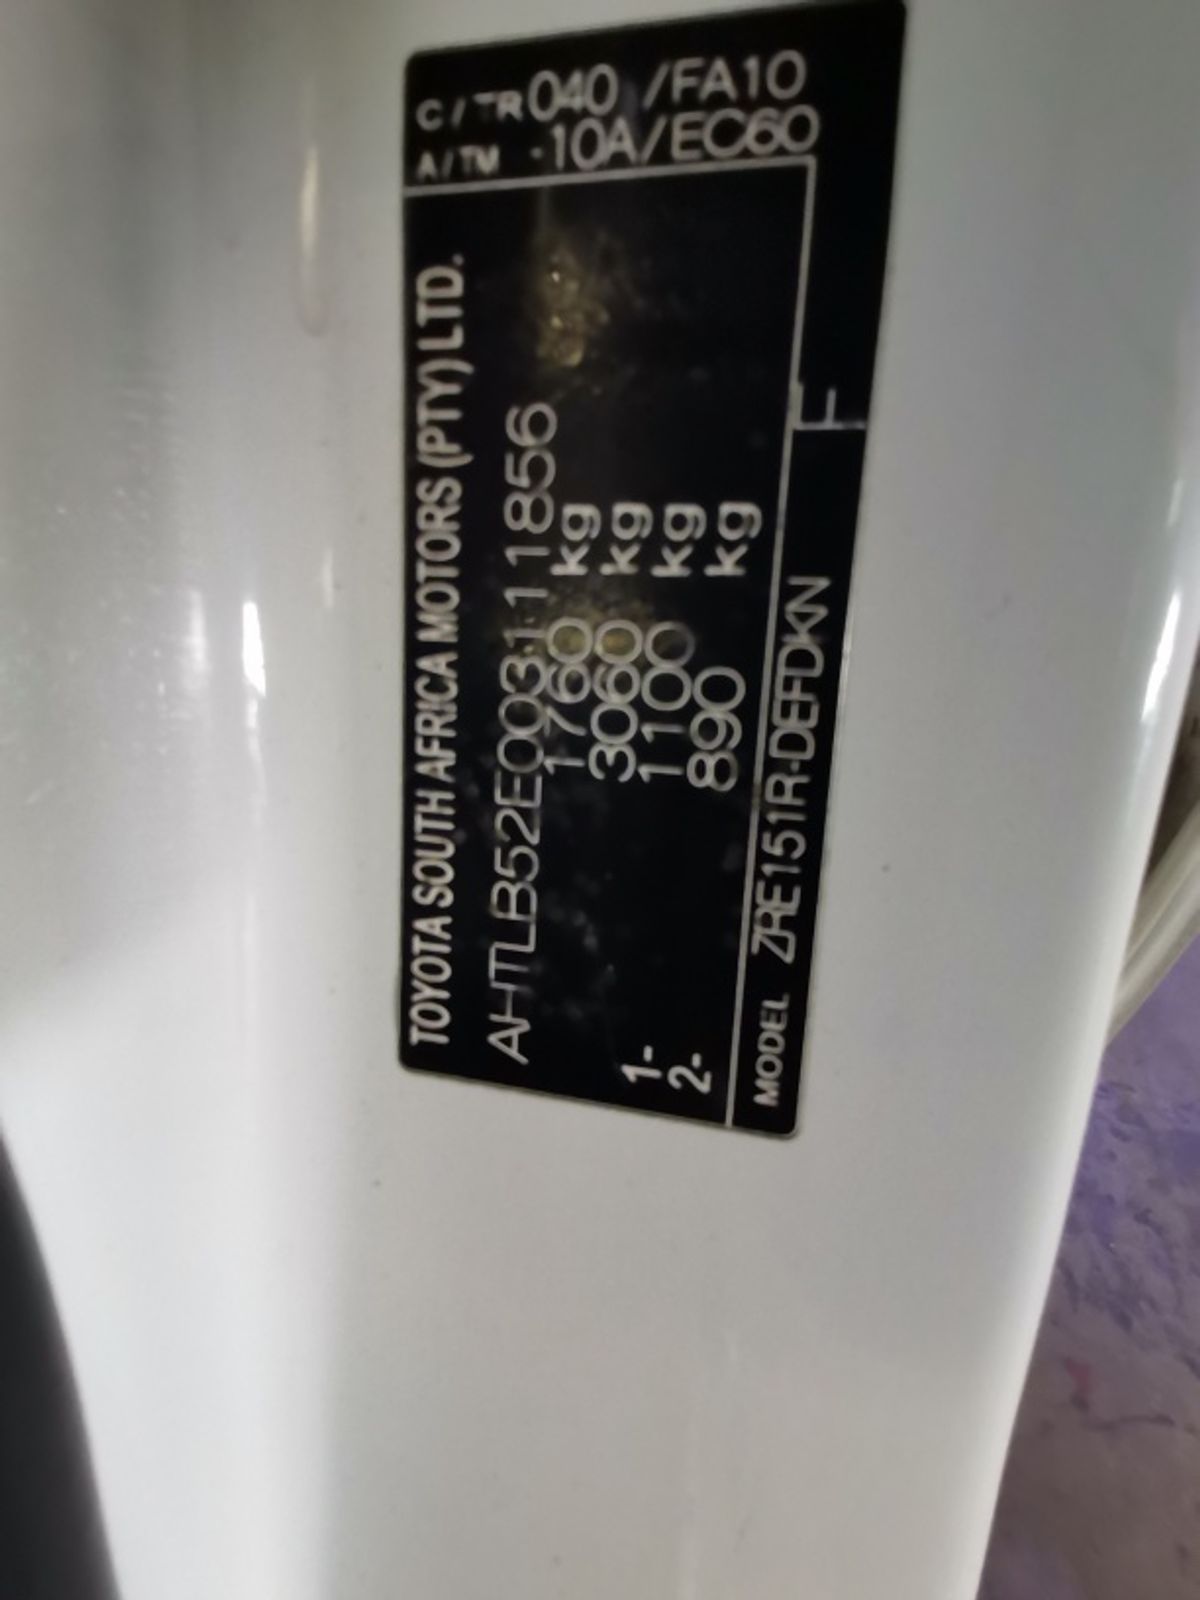 TOYOTA SOUTH AFRICA MOTORS (PTY) LTD.
AHTLB52E003111856
1760 kg
3060 kg
1- 1100 kg
2- 890 kg
MODEL ZRE151R-DEFDKN F
C/TR 040 /FA10
A/TM -10A/EC60